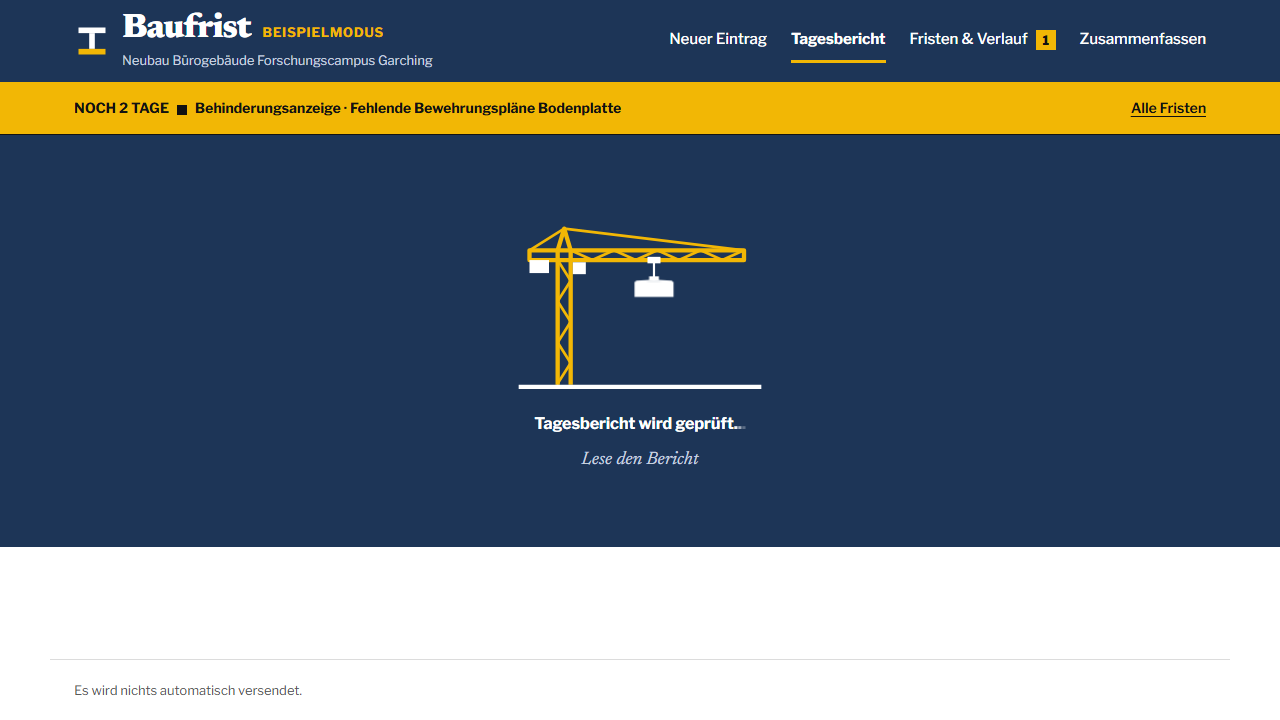 Baufrist BEISPIELMODUS
Neubau Bürogebäude Forschungscampus Garching
Neuer Eintrag
Tagesbericht
Fristen & Verlauf 1
Zusammenfassen
NOCH 2 TAGE ■ Behinderungsanzeige · Fehlende Bewehrungspläne Bodenplatte
Alle Fristen
Tagesbericht wird geprüft...
Lese den Bericht
Es wird nichts automatisch versendet.